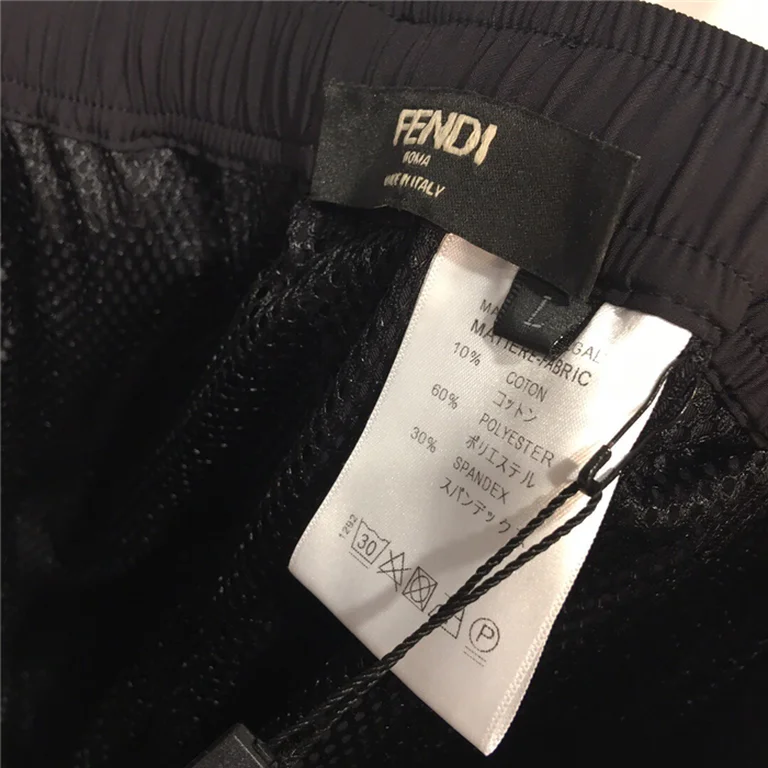 FENDI
ROMA
MADE IN ITALY
L
MATIERE-FABRIC
10% COTON
コットン
60% POLYESTER
ポリエステル
30% SPANDEX
スパンデック
1292
30
P